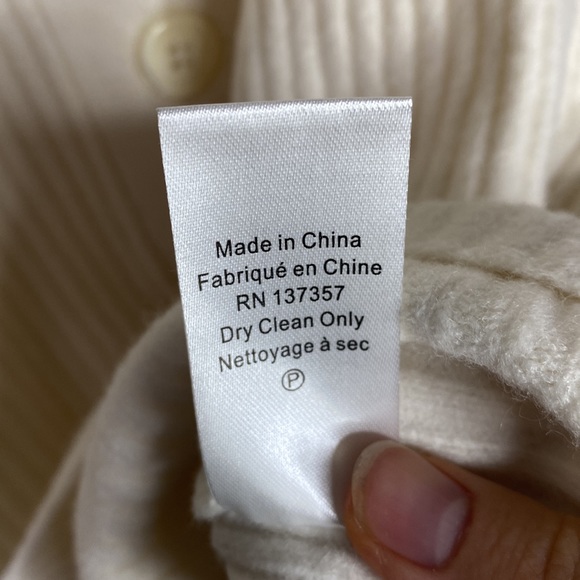 Made in China
Fabriqué en Chine
RN 137357
Dry Clean Only
Nettoyage à sec
Ⓟ